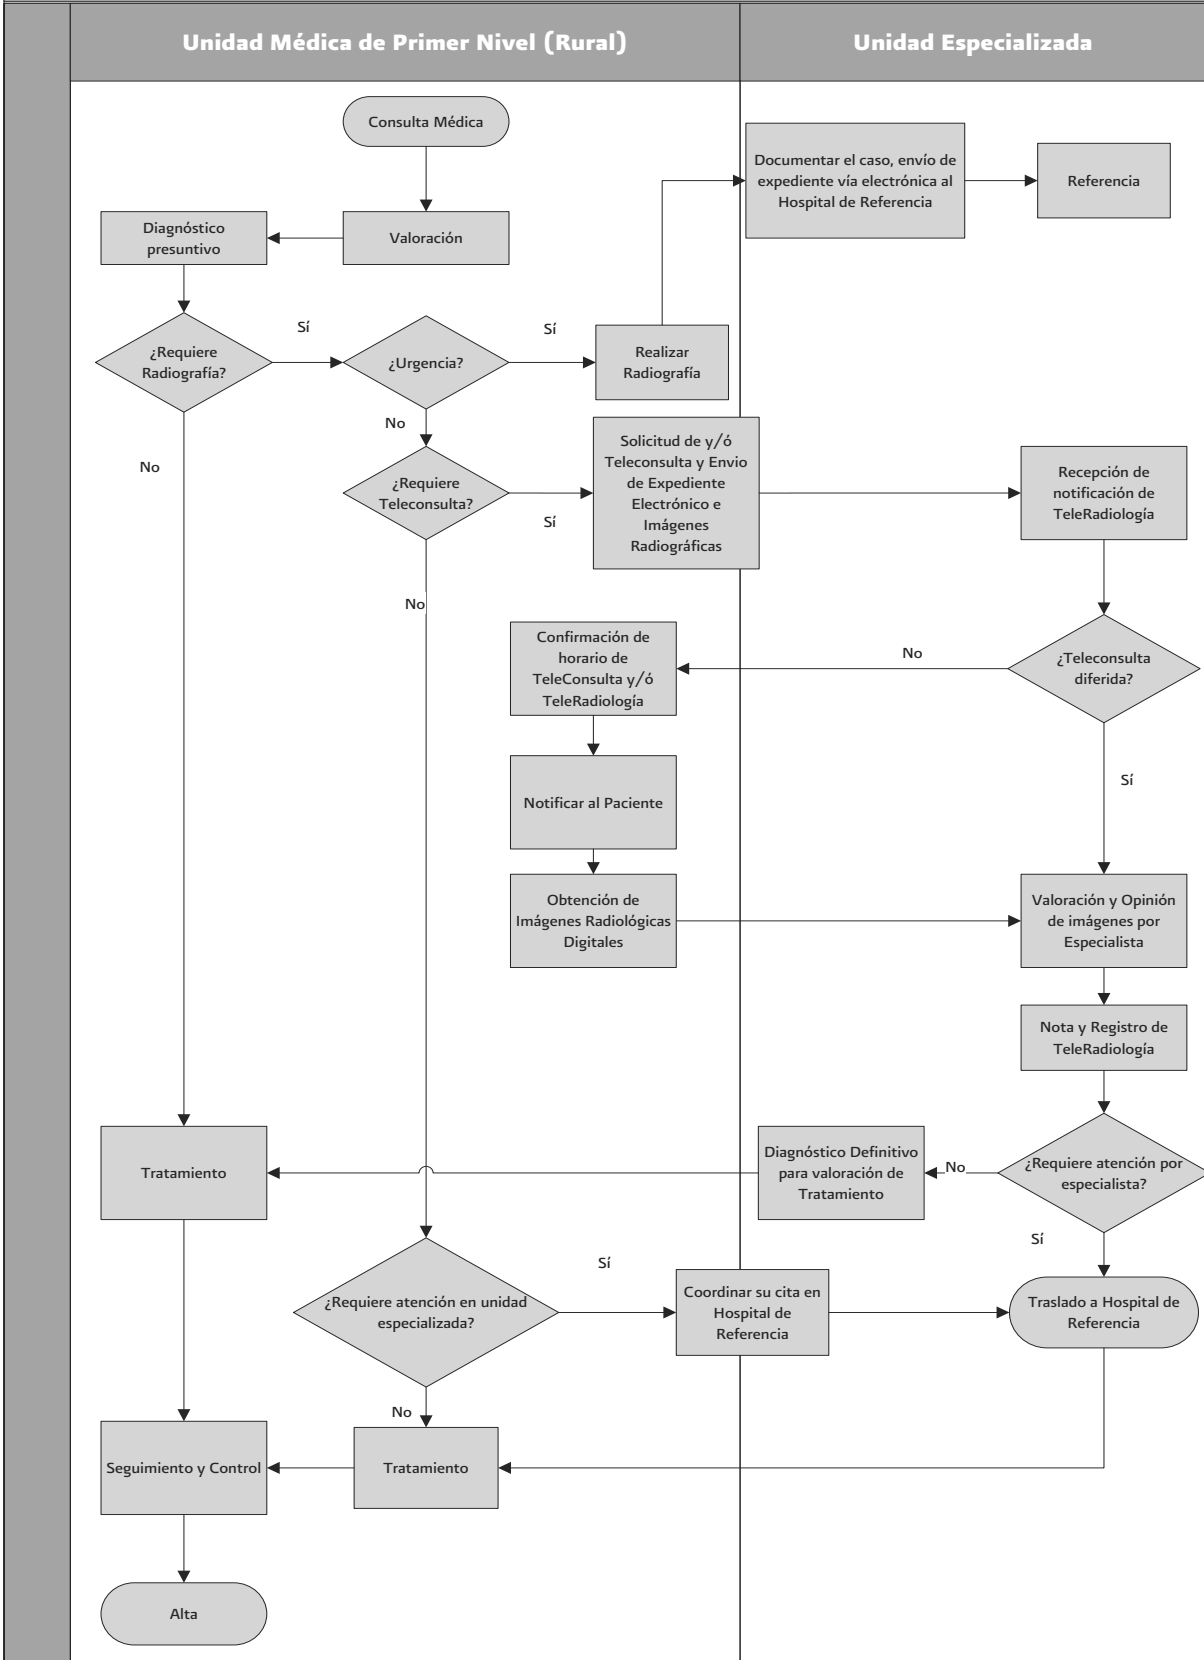 Unidad Médica de Primer Nivel (Rural)
Unidad Especializada
Consulta Médica
Documentar el caso, envío de
expediente vía electrónica al
Hospital de Referencia
Referencia
Diagnóstico
presuntivo
Valoración
Sí
Sí
¿Requiere
Radiografía?
¿Urgencia?
Realizar
Radiografía
No
No
¿Requiere
Teleconsulta?
Sí
Solicitud de y/ó
Teleconsulta y Envio
de Expediente
Electrónico e
Imágenes
Radiográficas
Recepción de
notificación de
TeleRadiología
No
Confirmación de
horario de
TeleConsulta y/ó
TeleRadiología
No
¿Teleconsulta
diferida?
Sí
Notificar al Paciente
Obtención de
Imágenes Radiológicas
Digitales
Valoración y Opinión
de imágenes por
Especialista
Nota y Registro de
TeleRadiología
Tratamiento
Diagnóstico Definitivo
para valoración de
Tratamiento
No
¿Requiere atención por
especialista?
Sí
Sí
¿Requiere atención en unidad
especializada?
Coordinar su cita en
Hospital de
Referencia
Traslado a Hospital de
Referencia
No
Seguimiento y Control
Tratamiento
Alta